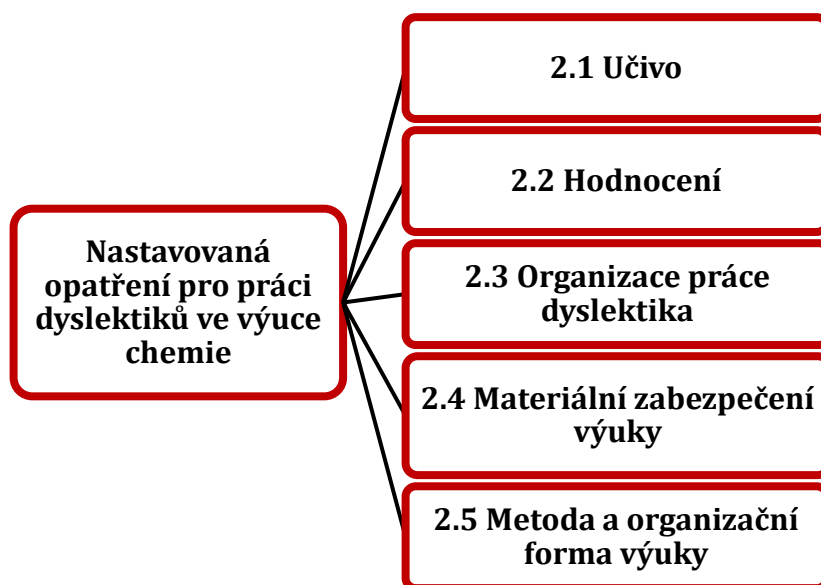 Nastavovaná
opatření pro práci
dyslektiků ve výuce
chemie
2.1 Učivo
2.2 Hodnocení
2.3 Organizace práce
dyslektika
2.4 Materiální zabezpečení
výuky
2.5 Metoda a organizační
forma výuky